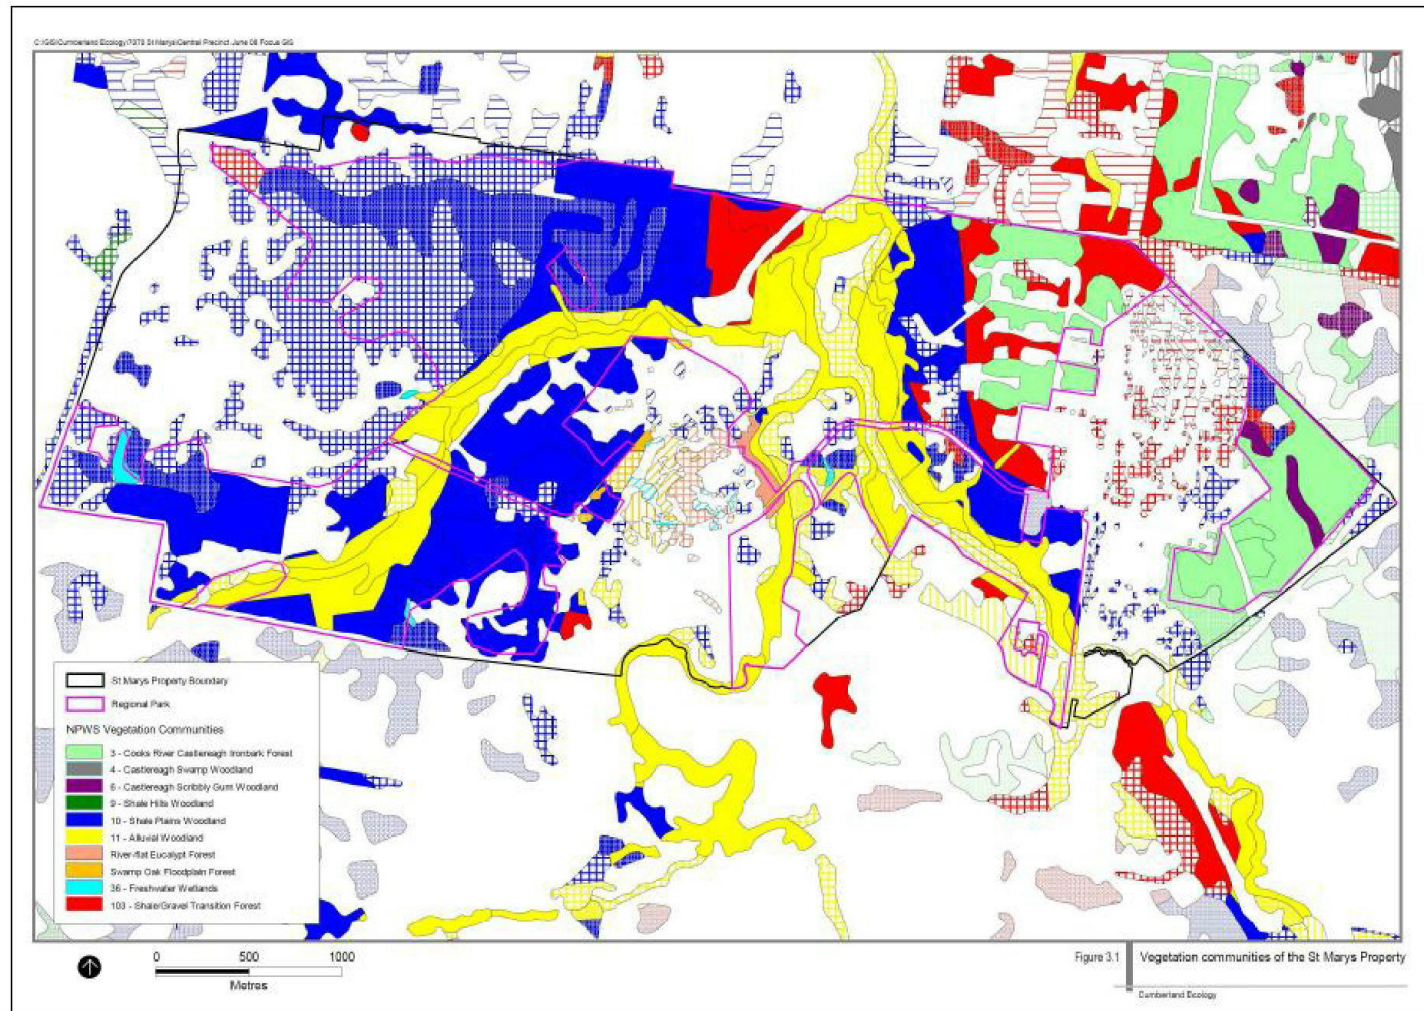 C:\GIS\Cumberland Ecology\7070 St Marys\Central Precinct June 08 Focus GIS
St Marys Property Boundary
Regional Park
NPWS Vegetation Communities
3 - Cooks River Castlereagh Ironbark Forest
4 - Castlereagh Swamp Woodland
6 - Castlereagh Scribbly Gum Woodland
9 - Shale Hills Woodland
10 - Shale Plains Woodland
11 - Alluvial Woodland
River-flat Eucalypt Forest
Swamp Oak Floodplain Forest
36 - Freshwater Wetlands
103 - Shale/Gravel Transition Forest
0 500 1000
Metres
Figure 3.1
Vegetation communities of the St Marys Property
Cumberland Ecology